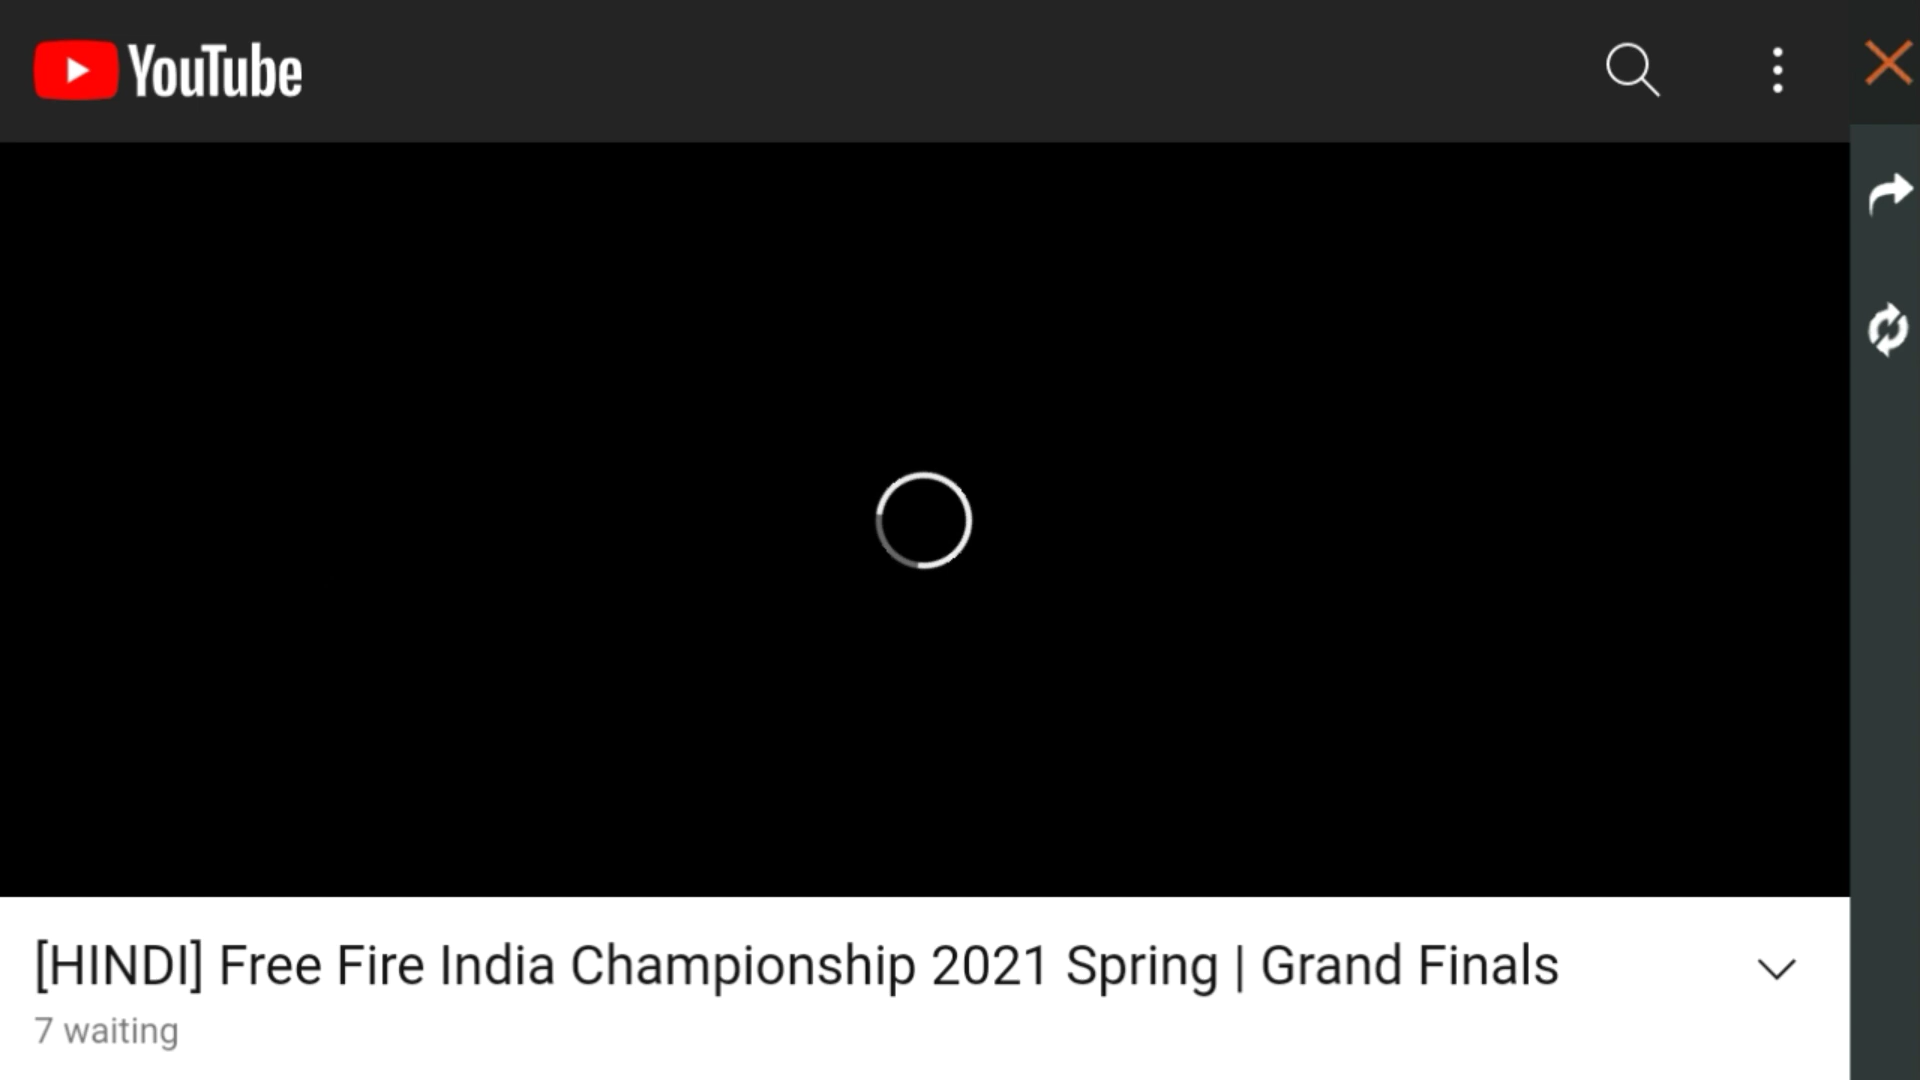 YouTube
[HINDI] Free Fire India Championship 2021 Spring | Grand Finals
7 waiting